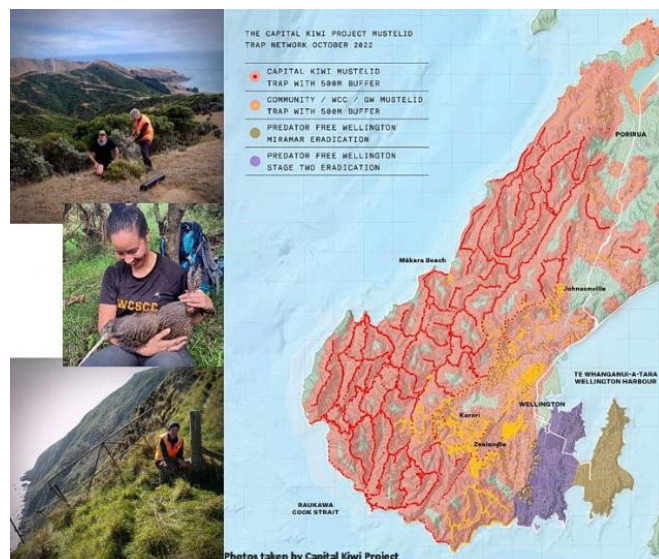 THE CAPITAL KIWI PROJECT MUSTELID
TRAP NETWORK OCTOBER 2022
CAPITAL KIWI MUSTELID
TRAP WITH 500M BUFFER
COMMUNITY / WCC / GW MUSTELID
TRAP WITH 500M BUFFER
PREDATOR FREE WELLINGTON
MIRAMAR ERADICATION
PREDATOR FREE WELLINGTON
STAGE TWO ERADICATION
PORIRUA
Mākara Beach
Johnsonville
TE WHANGANUI-A-TARA
WELLINGTON HARBOUR
WELLINGTON
Karori
Zealandia
RAUKAWA
COOK STRAIT
WCSCC
Photos taken by Capital Kiwi Project